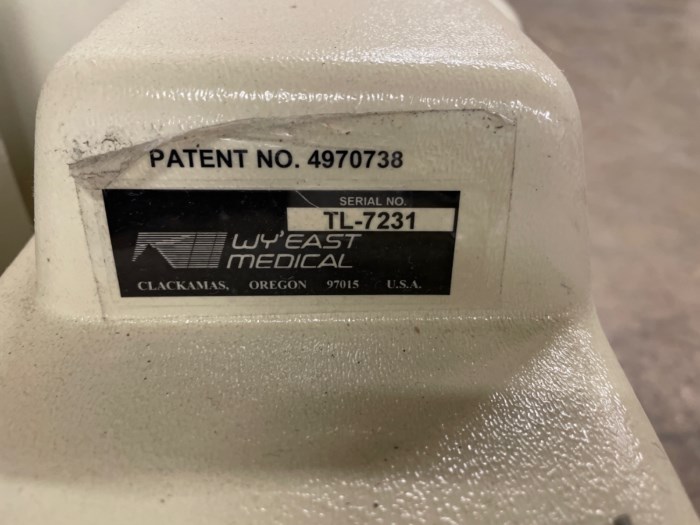 PATENT NO. 4970738
SERIAL NO.
TL-7231
WY'EAST
MEDICAL
CLACKAMAS, OREGON 97015 U.S.A.